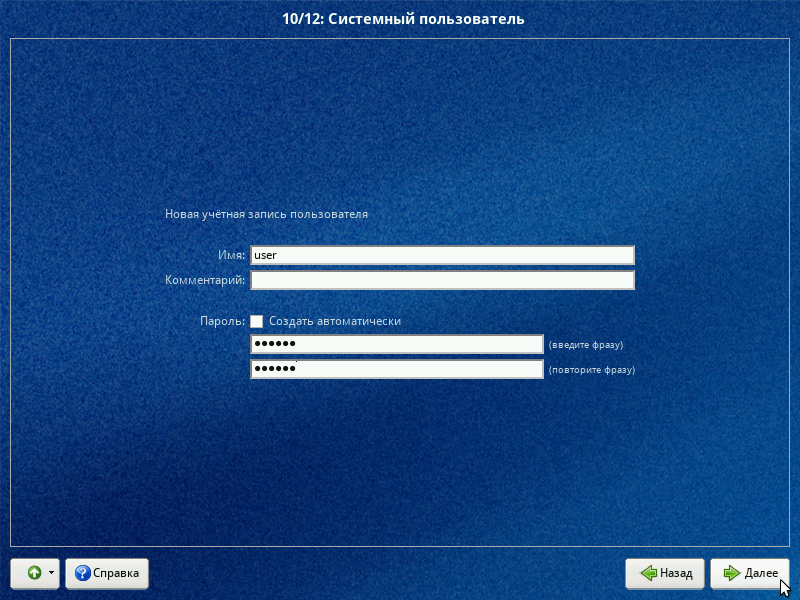 10/12: Системный пользователь
Новая учётная запись пользователя
Имя: user
Комментарий:
Пароль: Создать автоматически
•••••• (введите фразу)
•••••• (повторите фразу)
Справка Назад Далее